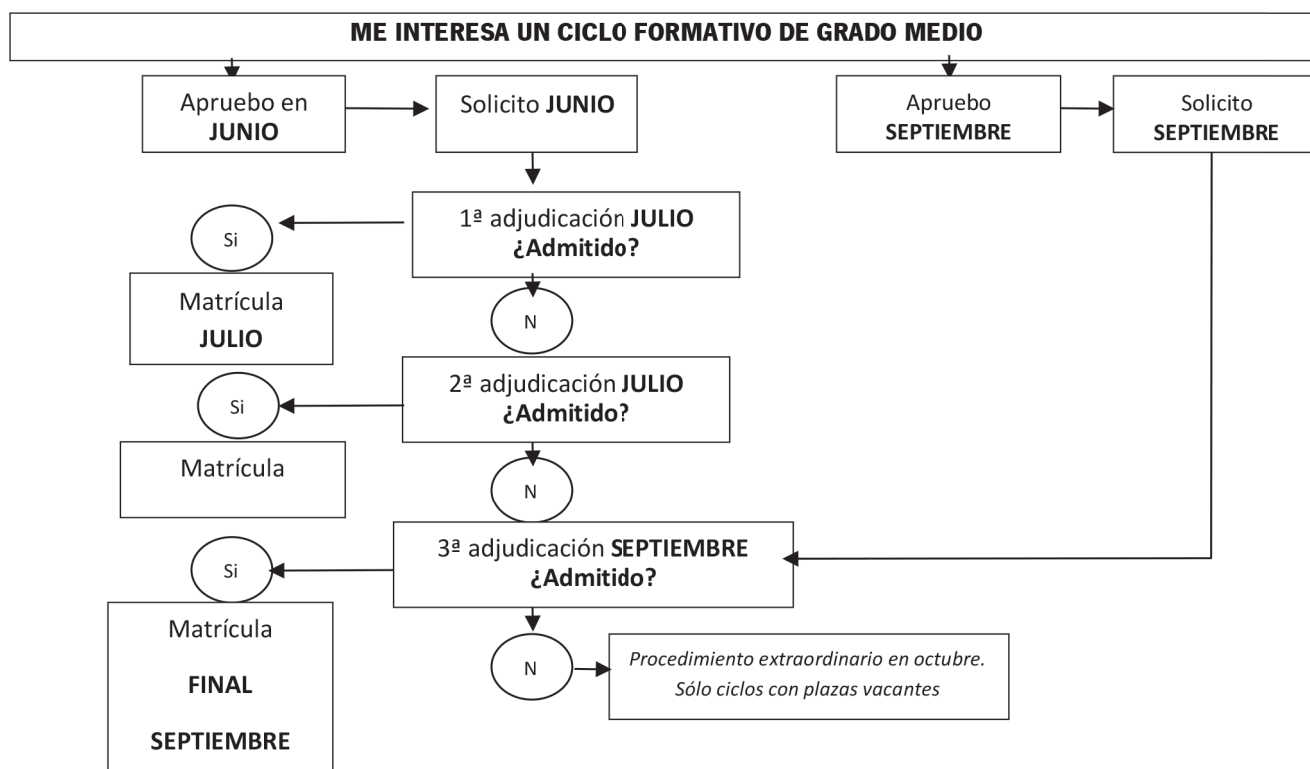 ME INTERESA UN CICLO FORMATIVO DE GRADO MEDIO
Apruebo en
JUNIO
Solicito JUNIO
Apruebo
SEPTIEMBRE
Solicito
SEPTIEMBRE
1ª adjudicación JULIO
¿Admitido?
Si
Matrícula
JULIO
N
2ª adjudicación JULIO
¿Admitido?
Si
Matrícula
N
3ª adjudicación SEPTIEMBRE
¿Admitido?
Si
Matrícula
FINAL
SEPTIEMBRE
N
Procedimiento extraordinario en octubre.
Sólo ciclos con plazas vacantes